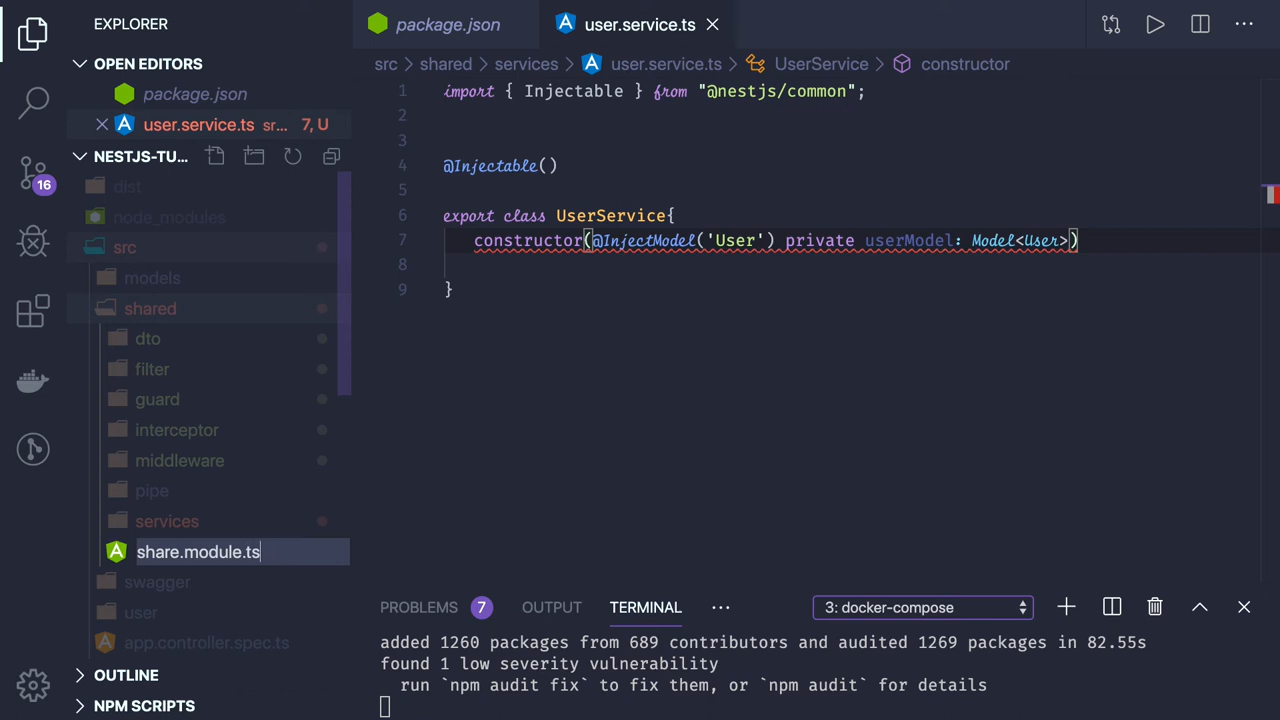 EXPLORER
OPEN EDITORS
package.json
user.service.ts sr... 7, U
NESTJS-TU...
dist
node_modules
src
models
shared
dto
filter
guard
interceptor
middleware
pipe
services
share.module.ts
swagger
user
app.controller.spec.ts
OUTLINE
NPM SCRIPTS
16
package.json
user.service.ts
src > shared > services > user.service.ts > UserService > constructor
1 import { Injectable } from "@nestjs/common";
2
3
4 @Injectable()
5
6 export class UserService{
7 constructor(@InjectModel('User') private userModel: Model<User>)
8
9 }
PROBLEMS 7 OUTPUT TERMINAL ... 3: docker-compose
added 1260 packages from 689 contributors and audited 1269 packages in 82.55s
found 1 low severity vulnerability
run `npm audit fix` to fix them, or `npm audit` for details